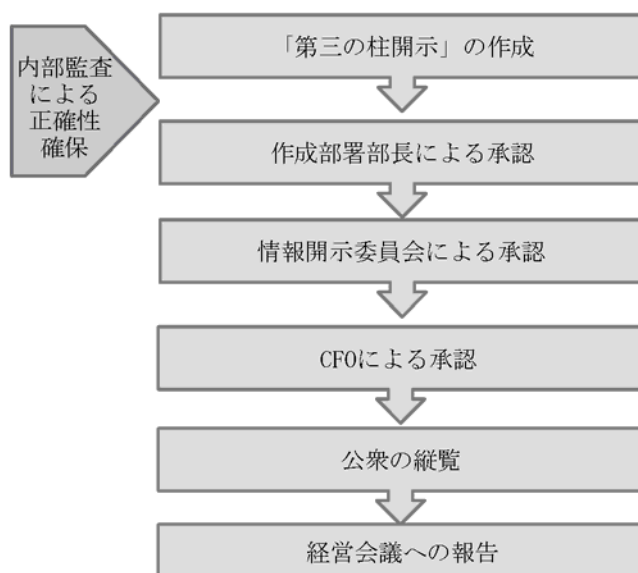 内部監査
による
正確性
確保
「第三の柱開示」の作成
作成部署部長による承認
情報開示委員会による承認
CFOによる承認
公衆の縦覧
経営会議への報告